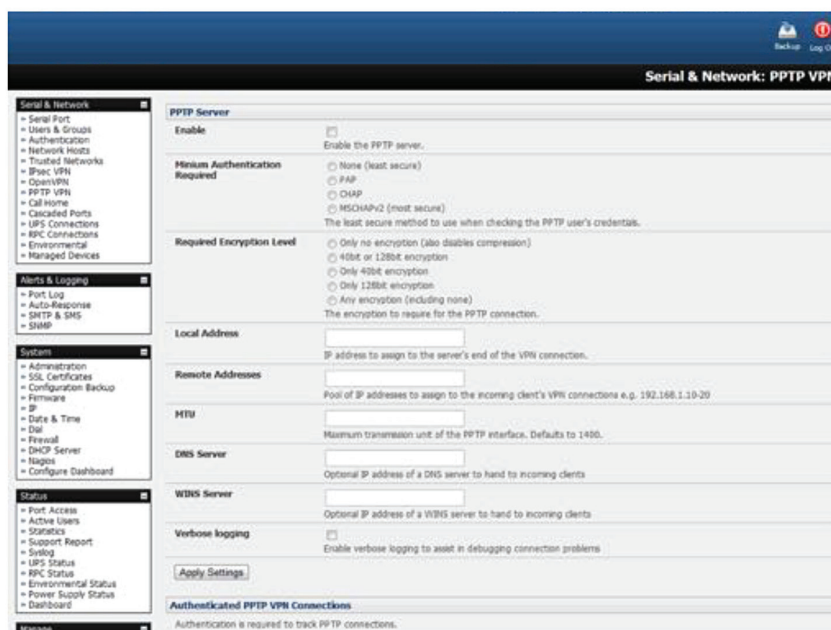 Backup Log O
Serial & Network: PPTP VPN
Serial & Network
Serial Port
Users & Groups
Authentication
Network Hosts
Trusted Networks
IPsec VPN
OpenVPN
PPTP VPN
Call Home
Cascaded Ports
UPS Connections
RPC Connections
Environmental
Managed Devices
Alerts & Logging
Port Log
Auto-Response
SMTP & SMS
SNMP
System
Administration
SSL Certificates
Configuration Backup
Firmware
IP
Date & Time
Dial
Firewall
DHCP Server
Nagios
Configure Dashboard
Status
Port Access
Active Users
Statistics
Support Report
Syslog
UPS Status
RPC Status
Environmental Status
Power Supply Status
Dashboard
Manage
PPTP Server
Enable
Enable the PPTP server.
Minium Authentication
Required
None (least secure)
PAP
CHAP
MSCHAPv2 (most secure)
The least secure method to use when checking the PPTP user's credentials.
Required Encryption Level
Only no encryption (also disables compression)
40bit or 128bit encryption
Only 40bit encryption
Only 128bit encryption
Any encryption (including none)
The encryption to require for the PPTP connection.
Local Address
IP address to assign to the server's end of the VPN connection.
Remote Addresses
Pool of IP addresses to assign to the incoming client's VPN connections e.g. 192.168.1.10-20
MTU
Maximum transmission unit of the PPTP interface. Defaults to 1400.
DNS Server
Optional IP address of a DNS server to hand to incoming clients
WINS Server
Optional IP address of a WINS server to hand to incoming clients
Verbose logging
Enable verbose logging to assist in debugging connection problems
Apply Settings
Authenticated PPTP VPN Connections
Authentication is required to track PPTP connections.